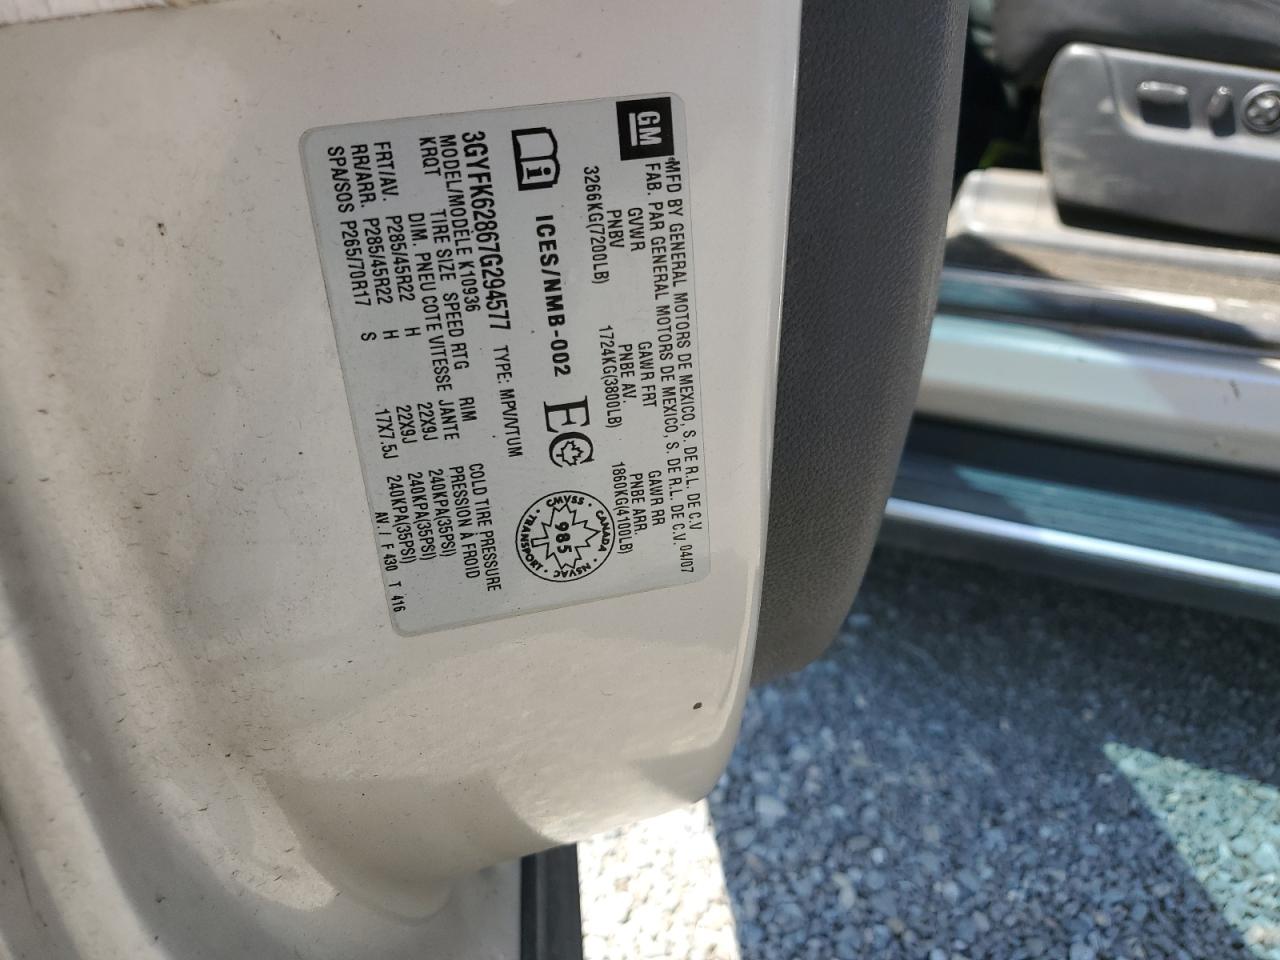 GM
MFD BY GENERAL MOTORS DE MEXICO, S. DE R.L. DE C.V. 04/07
FAB. PAR GENERAL MOTORS DE MEXICO, S. DE R.L. DE C.V.
GVWR GAWR FRT GAWR RR
PNBV PNBE AV. PNBE ARR.
3266KG(7200LB) 1724KG(3800LB) 1860KG(4100LB)
i ICES/NMB-002 EC CMVSS · CANADA · NSVAC · TRANSPORT · 985
3GYFK62867G294577 TYPE: MPV/VTUM
MODEL/MODÈLE K10936
KRQT
TIRE SIZE SPEED RTG RIM COLD TIRE PRESSURE
DIM. PNEU COTE VITESSE JANTE PRESSION À FROID
FRT/AV. P285/45R22 H 22X9J 240KPA(35PSI)
RR/ARR. P285/45R22 H 22X9J 240KPA(35PSI)
SPA/SOS P265/70R17 S 17X7.5J 240KPA(35PSI)
AV. / F 430 T 416